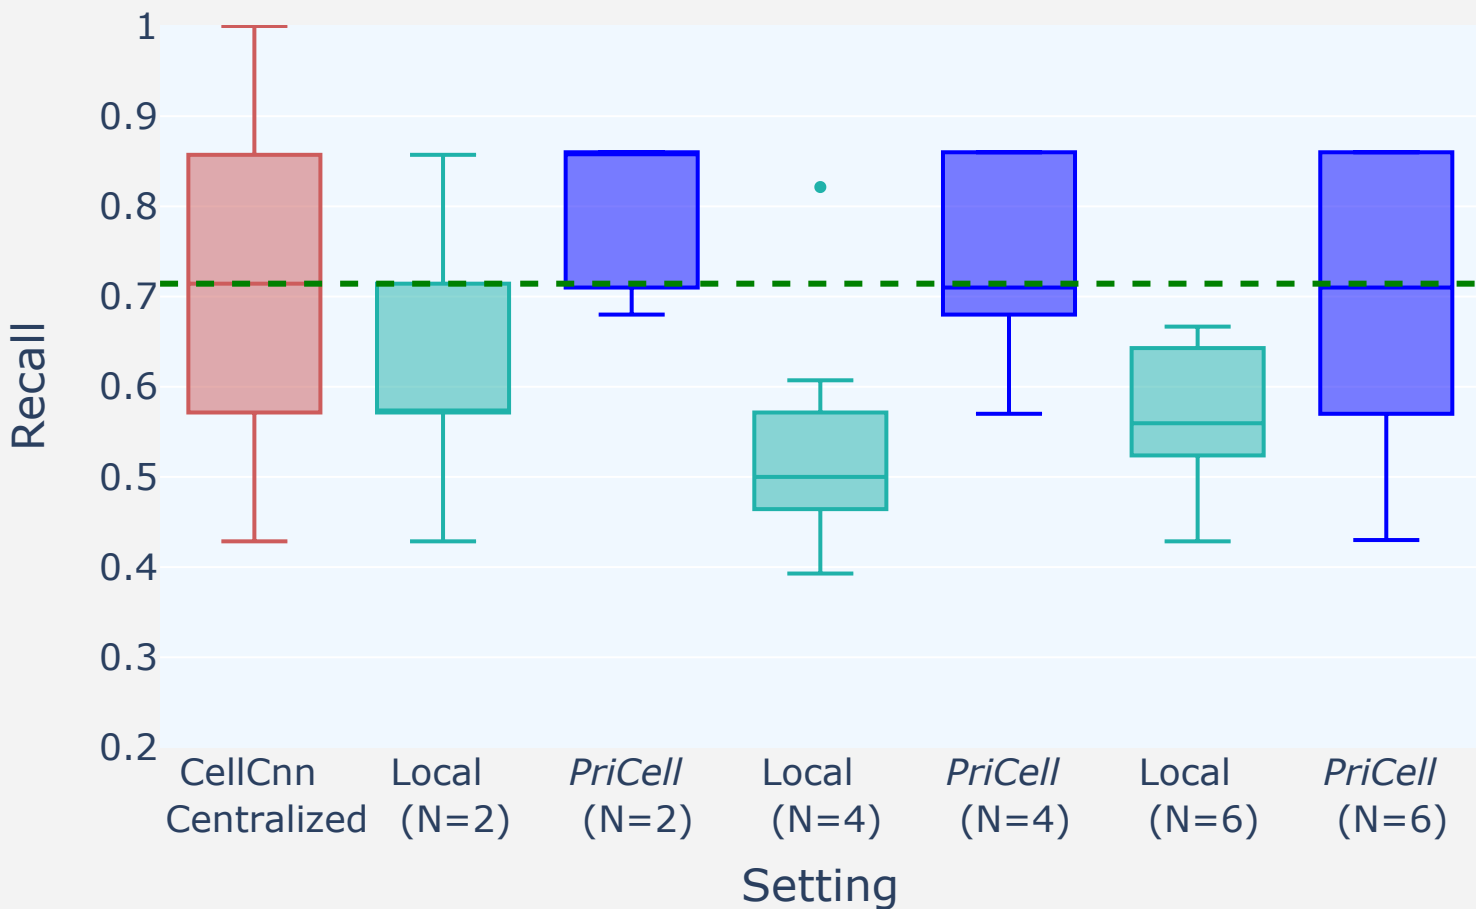 1
0.9
0.8
0.7
0.6
0.5
0.4
0.3
0.2
Recall
CellCnn Local PriCell Local PriCell Local PriCell
Centralized (N=2) (N=2) (N=4) (N=4) (N=6) (N=6)
Setting